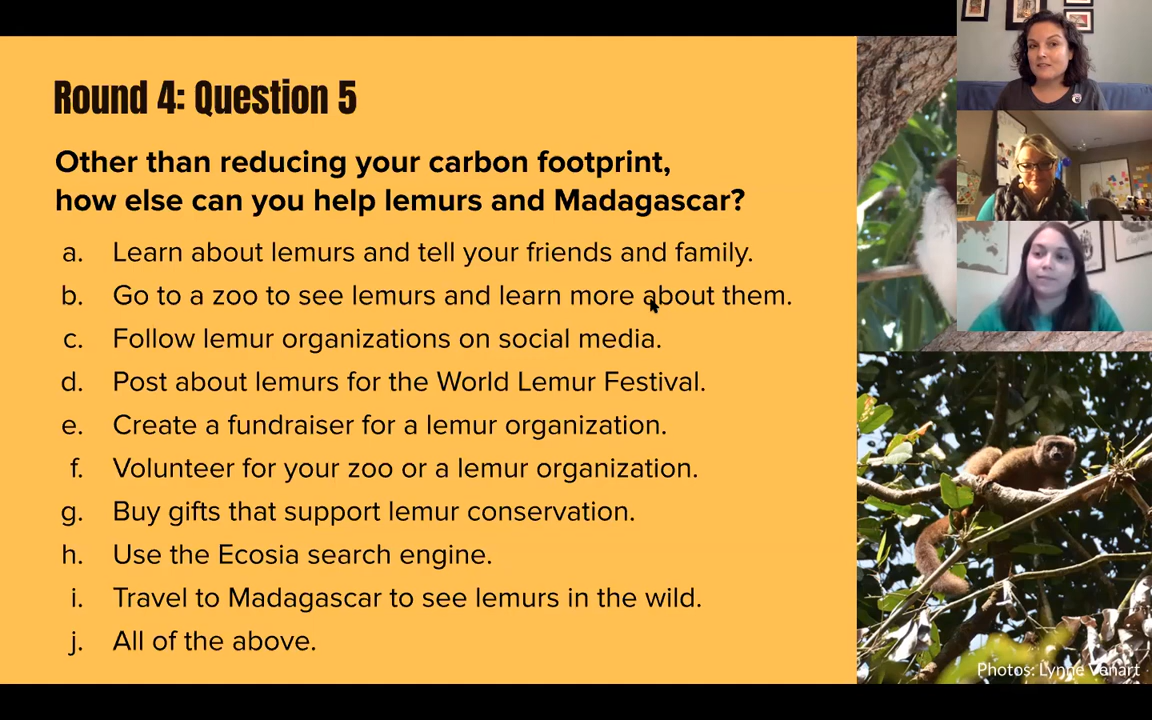 Round 4: Question 5
Other than reducing your carbon footprint,
how else can you help lemurs and Madagascar?
a. Learn about lemurs and tell your friends and family.
b. Go to a zoo to see lemurs and learn more about them.
c. Follow lemur organizations on social media.
d. Post about lemurs for the World Lemur Festival.
e. Create a fundraiser for a lemur organization.
f. Volunteer for your zoo or a lemur organization.
g. Buy gifts that support lemur conservation.
h. Use the Ecosia search engine.
i. Travel to Madagascar to see lemurs in the wild.
j. All of the above.
Photos: Lynne Venart